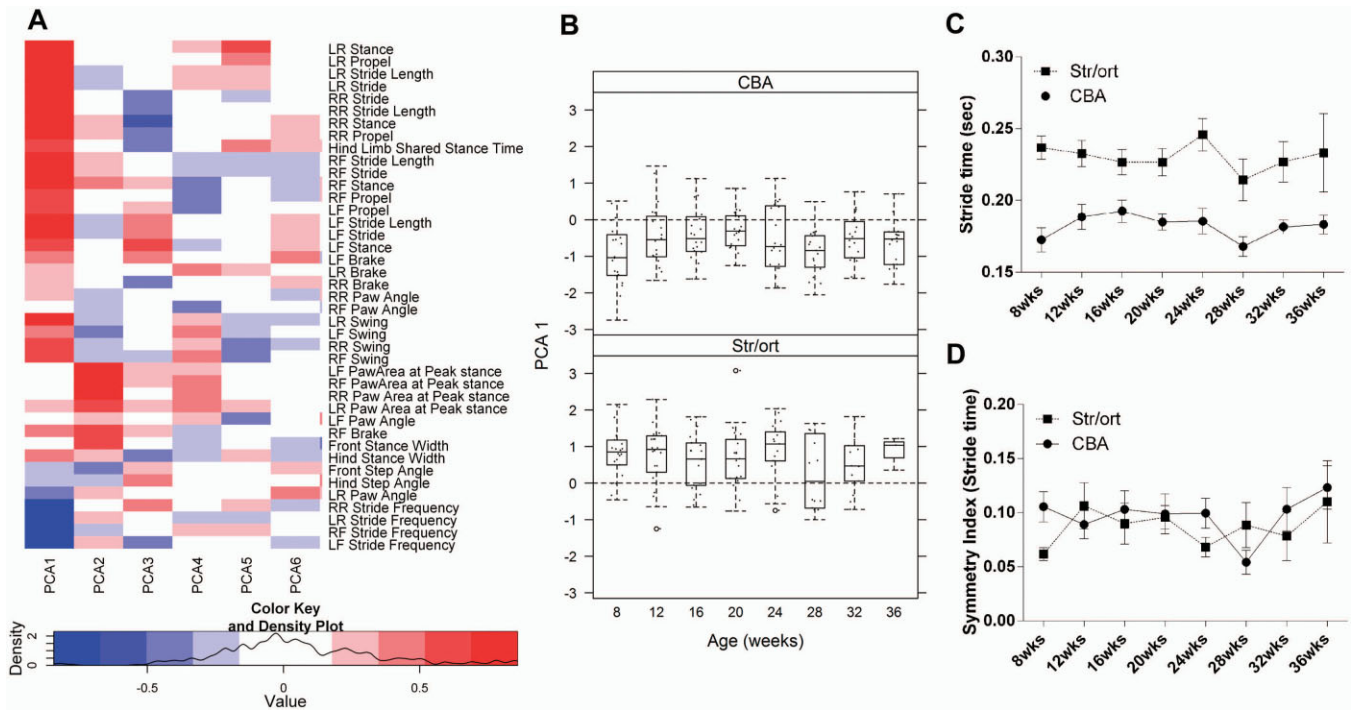 A
LR Stance
LR Propel
LR Stride Length
LR Stride
RR Stride
RR Stride Length
RR Stance
RR Propel
Hind Limb Shared Stance Time
RF Stride Length
RF Stride
RF Stance
RF Propel
LF Propel
LF Stride Length
LF Stride
LF Stance
LF Brake
LR Brake
RR Brake
RR Paw Angle
RF Paw Angle
LR Swing
LF Swing
RR Swing
RF Swing
LF PawArea at Peak stance
RF PawArea at Peak stance
RR Paw Area at Peak stance
LR Paw Area at Peak stance
LF Paw Angle
RF Brake
Front Stance Width
Hind Stance Width
Front Step Angle
Hind Step Angle
LR Paw Angle
RR Stride Frequency
LR Stride Frequency
RF Stride Frequency
LF Stride Frequency
PCA1 PCA2 PCA3 PCA4 PCA5 PCA6
Color Key
and Density Plot
Density
2
1
0
-0.5 0 0.5
Value
B
CBA
3
2
1
0
-1
-2
-3
Str/ort
3
2
1
0
-1
-2
-3
PCA 1
8 12 16 20 24 28 32 36
Age (weeks)
C
Str/ort
CBA
Stride time (sec)
0.30
0.25
0.20
0.15
8wks 12wks 16wks 20wks 24wks 28wks 32wks 36wks
D
Str/ort
CBA
Symmetry Index (Stride time)
0.20
0.15
0.10
0.05
0.00
8wks 12wks 16wks 20wks 24wks 28wks 32wks 36wks